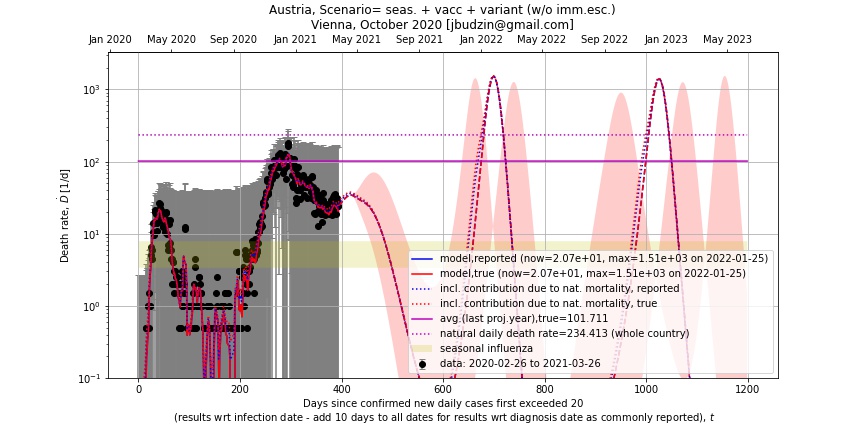 Austria, Scenario= seas. + vacc + variant (w/o imm.esc.)
Vienna, October 2020 [jbudzin@gmail.com]
Jan 2020 May 2020 Sep 2020 Jan 2021 May 2021 Sep 2021 Jan 2022 May 2022 Sep 2022 Jan 2023 May 2023
10³
10²
10¹
10⁰
10⁻¹
Death rate, Ḋ [1/d]
model,reported (now=2.07e+01, max=1.51e+03 on 2022-01-25)
model,true (now=2.07e+01, max=1.51e+03 on 2022-01-25)
incl. contribution due to nat. mortality, reported
incl. contribution due to nat. mortality, true
avg.(last proj.year),true=101.711
natural daily death rate=234.413 (whole country)
seasonal influenza
data: 2020-02-26 to 2021-03-26
0 200 400 600 800 1000 1200
Days since confirmed new daily cases first exceeded 20
(results wrt infection date - add 10 days to all dates for results wrt diagnosis date as commonly reported), t